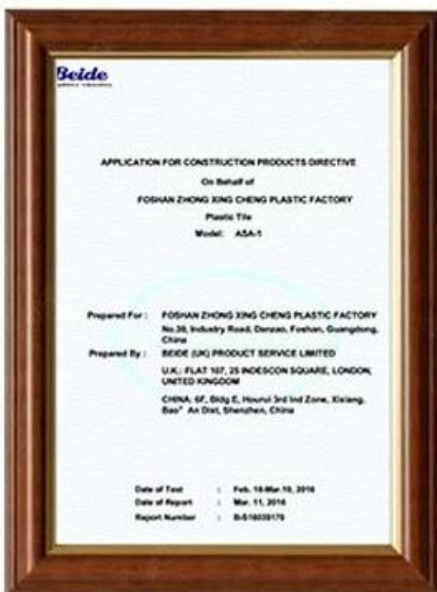 Beide
APPLICATION FOR CONSTRUCTION PRODUCTS DIRECTIVE
On Behalf of
FOSHAN ZHONG XING CHENG PLASTIC FACTORY
Plastic Tile
Model: ASA-1
Prepared For : FOSHAN ZHONG XING CHENG PLASTIC FACTORY
No.30, Industry Road, Danzao, Foshan, Guangdong,
China
Prepared By : BEIDE (UK) PRODUCT SERVICE LIMITED
U.K.: FLAT 107, 25 INDESCON SQUARE, LONDON,
UNITED KINGDOM
CHINA: 6F, Bldg E, Hourui 3rd Ind Zone, Xixiang,
Bao" An Dist, Shenzhen, China
Date of Test : Feb. 18-Mar.10, 2016
Date of Report : Mar. 11, 2016
Report Number :